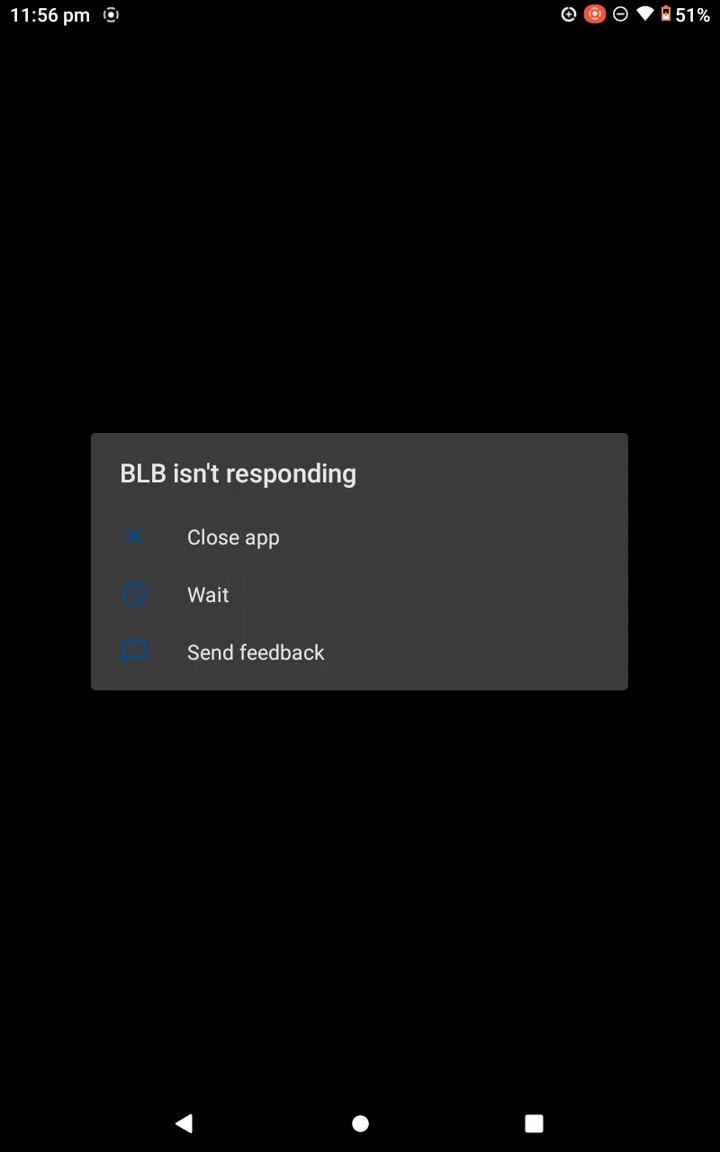 11:56 pm 51%
BLB isn't responding
Close app
Wait
Send feedback